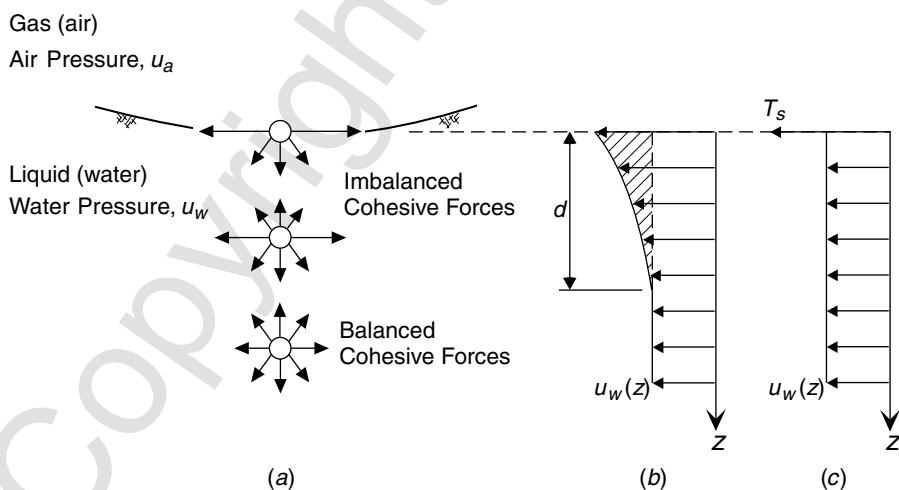 Gas (air)
Air Pressure, u_a
T_s
Liquid (water)
Water Pressure, u_w
Imbalanced
Cohesive Forces
d
Balanced
Cohesive Forces
u_w(z)
u_w(z)
z
z
(a)
(b)
(c)
Copyright